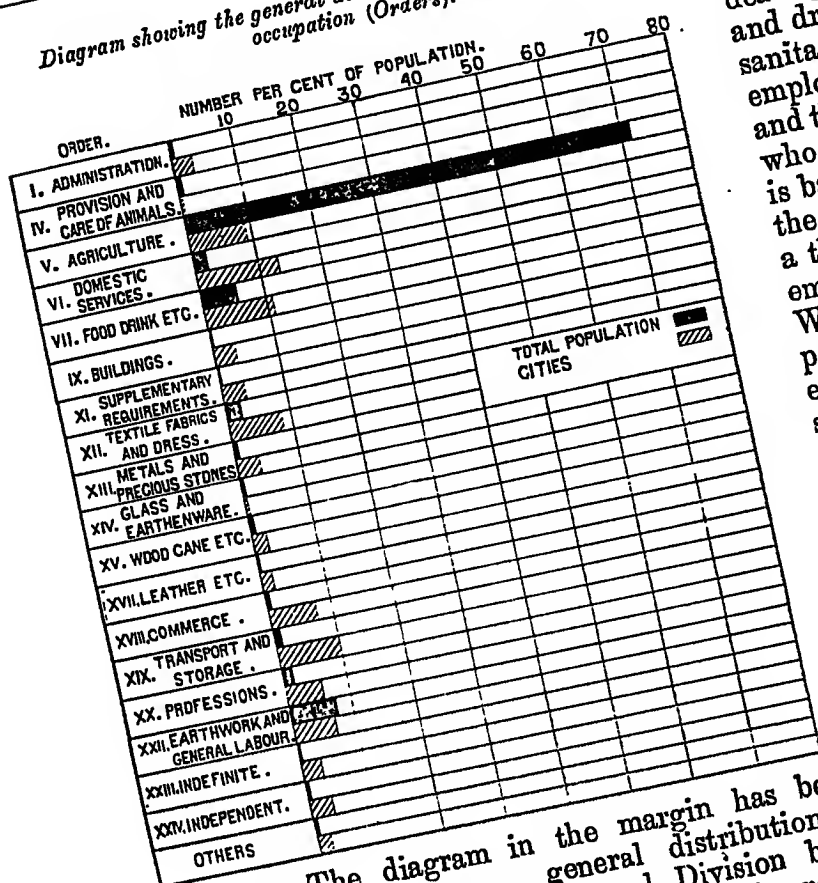 Diagram showing the general
occupation (Orders).
NUMBER PER CENT OF POPULATION.
10 20 30 40 50 60 70 80
ORDER.
I. ADMINISTRATION.
IV. PROVISION AND
CARE OF ANIMALS.
V. AGRICULTURE.
VI. DOMESTIC
SERVICES.
VII. FOOD DRINK ETC.
IX. BUILDINGS.
XI. SUPPLEMENTARY
REQUIREMENTS.
XII. TEXTILE FABRICS
AND DRESS.
XIII. METALS AND
PRECIOUS STONES
XIV. GLASS AND
EARTHENWARE.
XV. WOOD CANE ETC.
XVII. LEATHER ETC.
XVIII. COMMERCE.
XIX. TRANSPORT AND
STORAGE.
XX. PROFESSIONS.
XXII. EARTHWORK AND
GENERAL LABOUR.
XXIII. INDEFINITE.
XXIV. INDEPENDENT.
OTHERS
TOTAL POPULATION
CITIES
and
sanita
emplo
and t
who
is b
the
a t
em
W
p
e
The diagram in the margin has be
general distribution
Division b